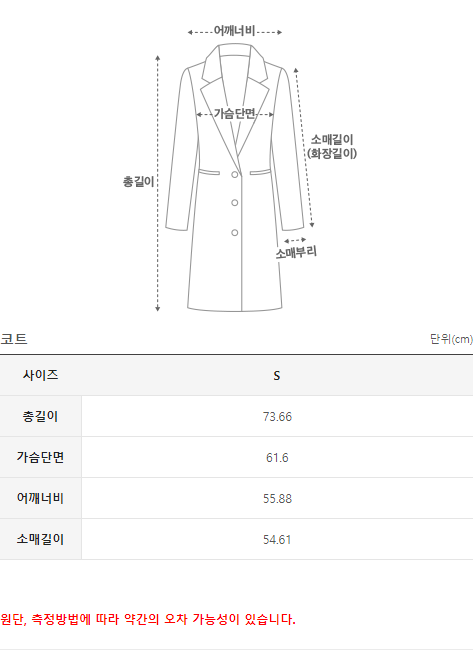 어깨너비
가슴단면
소매길이
(화장길이)
총길이
소매부리
코트 단위(cm)
사이즈 S
총길이 73.66
가슴단면 61.6
어깨너비 55.88
소매길이 54.61
원단, 측정방법에 따라 약간의 오차 가능성이 있습니다.